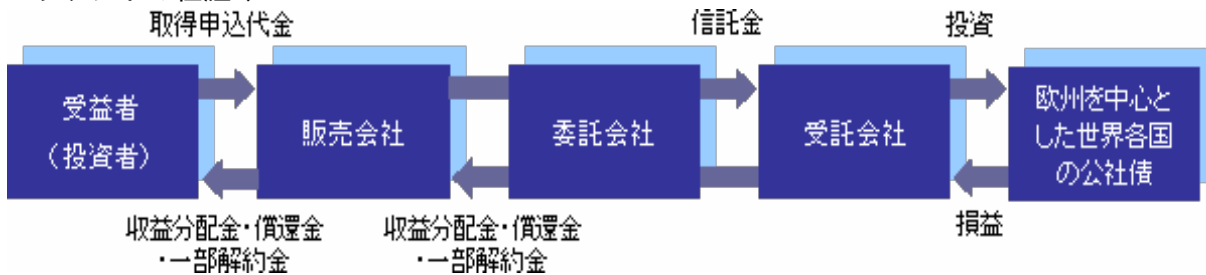 取得申込代金
信託金
投資
受益者
（投資者）
販売会社
委託会社
受託会社
欧州を中心と
した世界各国
の公社債
収益分配金・償還金
・一部解約金
収益分配金・償還金
・一部解約金
損益